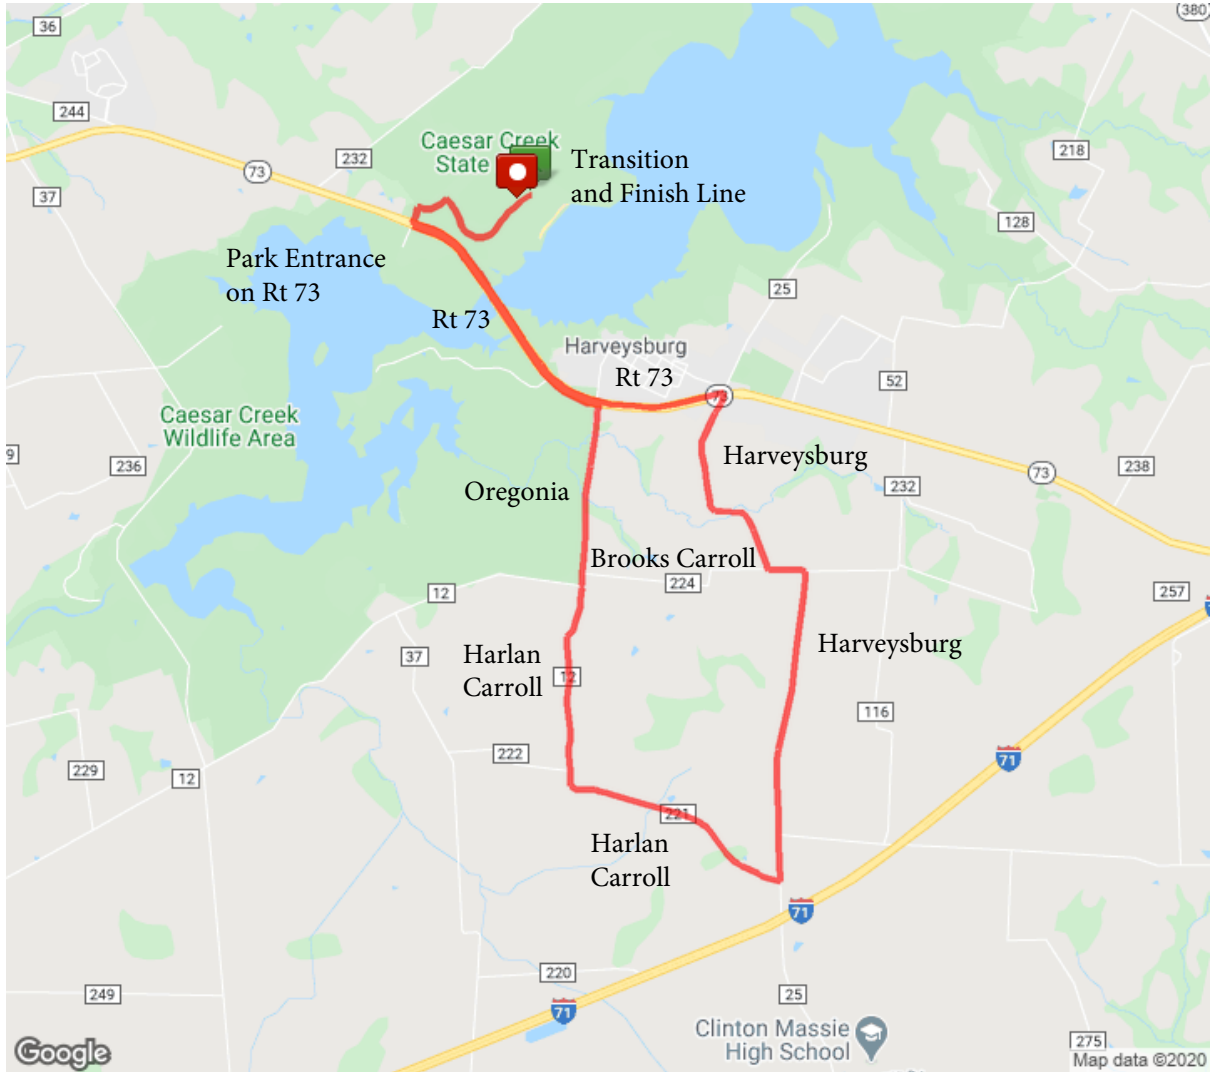 380
36
244
232
218
Caesar Creek
State
Transition
and Finish Line
73
37
128
Park Entrance
on Rt 73
25
Rt 73
Harveysburg
Rt 73
52
73
Caesar Creek
Wildlife Area
Harveysburg
236
238
73
232
Oregonia
Brooks Carroll
224
12
257
Harlan
Carroll
37
12
Harveysburg
116
222
229
12
71
221
Harlan
Carroll
71
220
249
25
71
Clinton Massie
High School
275
Google
Map data ©2020